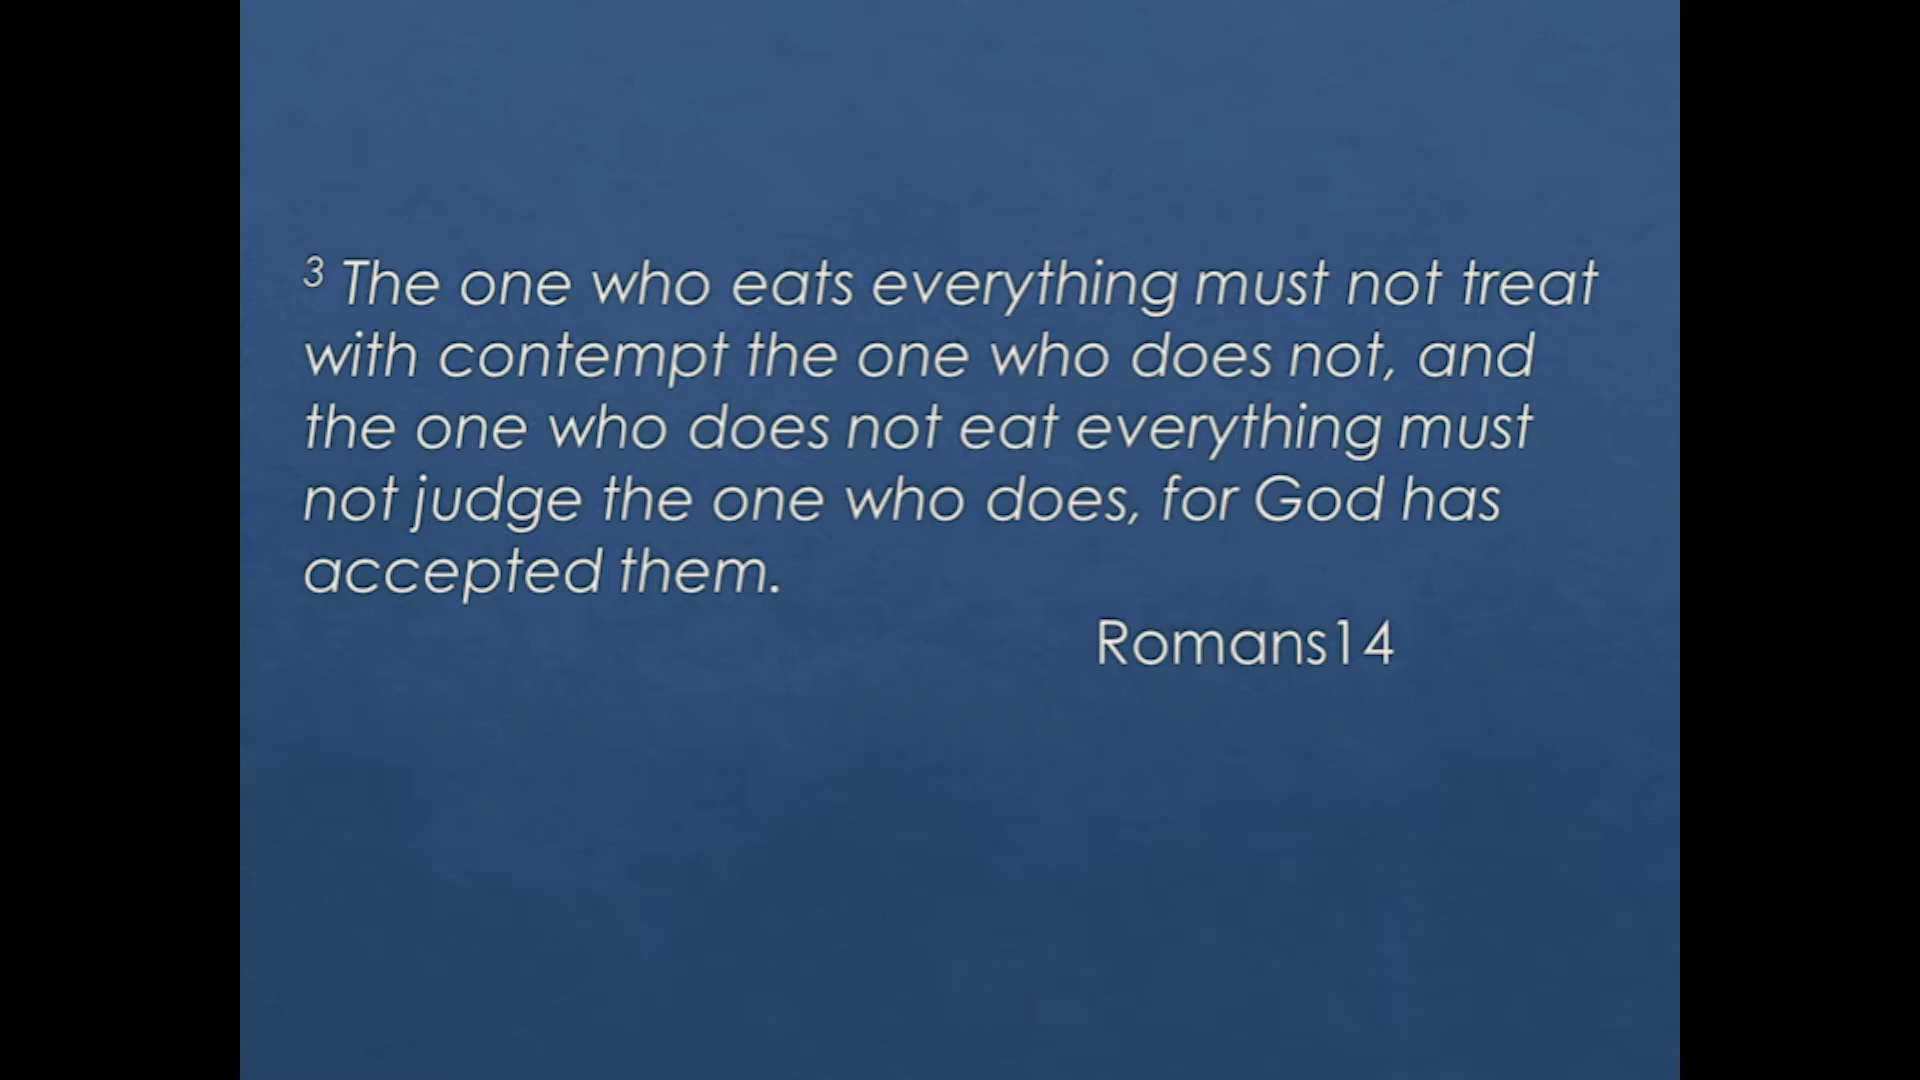 3 The one who eats everything must not treat
with contempt the one who does not, and
the one who does not eat everything must
not judge the one who does, for God has
accepted them.
Romans14